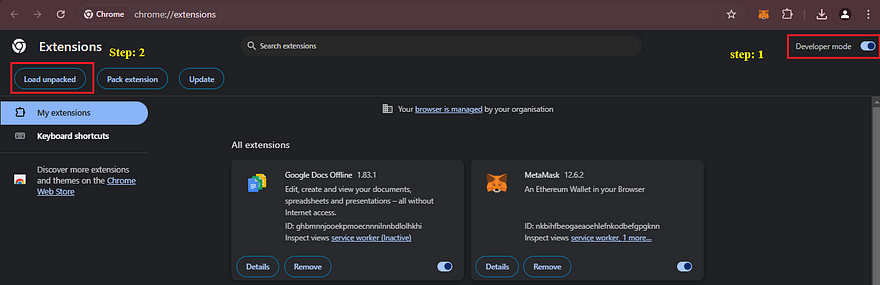 Chrome chrome://extensions
Extensions
Step: 2
Search extensions
step: 1
Developer mode
Load unpacked
Pack extension
Update
My extensions
Keyboard shortcuts
Discover more extensions
and themes on the Chrome
Web Store
Your browser is managed by your organisation
All extensions
Google Docs Offline 1.83.1
Edit, create and view your documents,
spreadsheets and presentations – all without
Internet access.
ID: ghbmnnjooekpmoecnnnilnnbdlolhkhi
Inspect views service worker (Inactive)
Details
Remove
MetaMask 12.6.2
An Ethereum Wallet in your Browser
ID: nkbihfbeogaeaoehlefnkodbefgpgknn
Inspect views service worker, 1 more...
Details
Remove